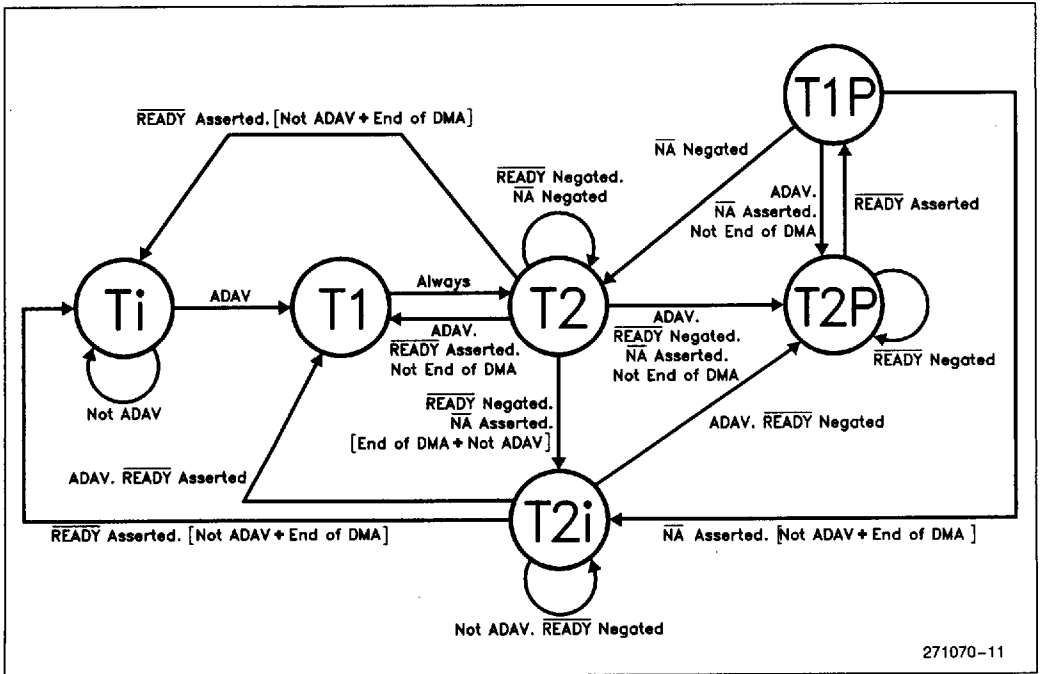 T1P
READY Asserted. [Not ADAV + End of DMA]
NA Negated
READY Negated.
NA Negated
ADAV.
NA Asserted.
Not End of DMA
READY Asserted
Ti
ADAV
T1
Always
T2
T2P
ADAV.
READY Asserted.
Not End of DMA
ADAV.
READY Negated.
NA Asserted.
Not End of DMA
READY Negated
Not ADAV
READY Negated.
NA Asserted.
[End of DMA + Not ADAV]
ADAV. READY Negated
ADAV. READY Asserted
T2i
READY Asserted. [Not ADAV + End of DMA]
NA Asserted. [Not ADAV + End of DMA ]
Not ADAV. READY Negated
271070-11